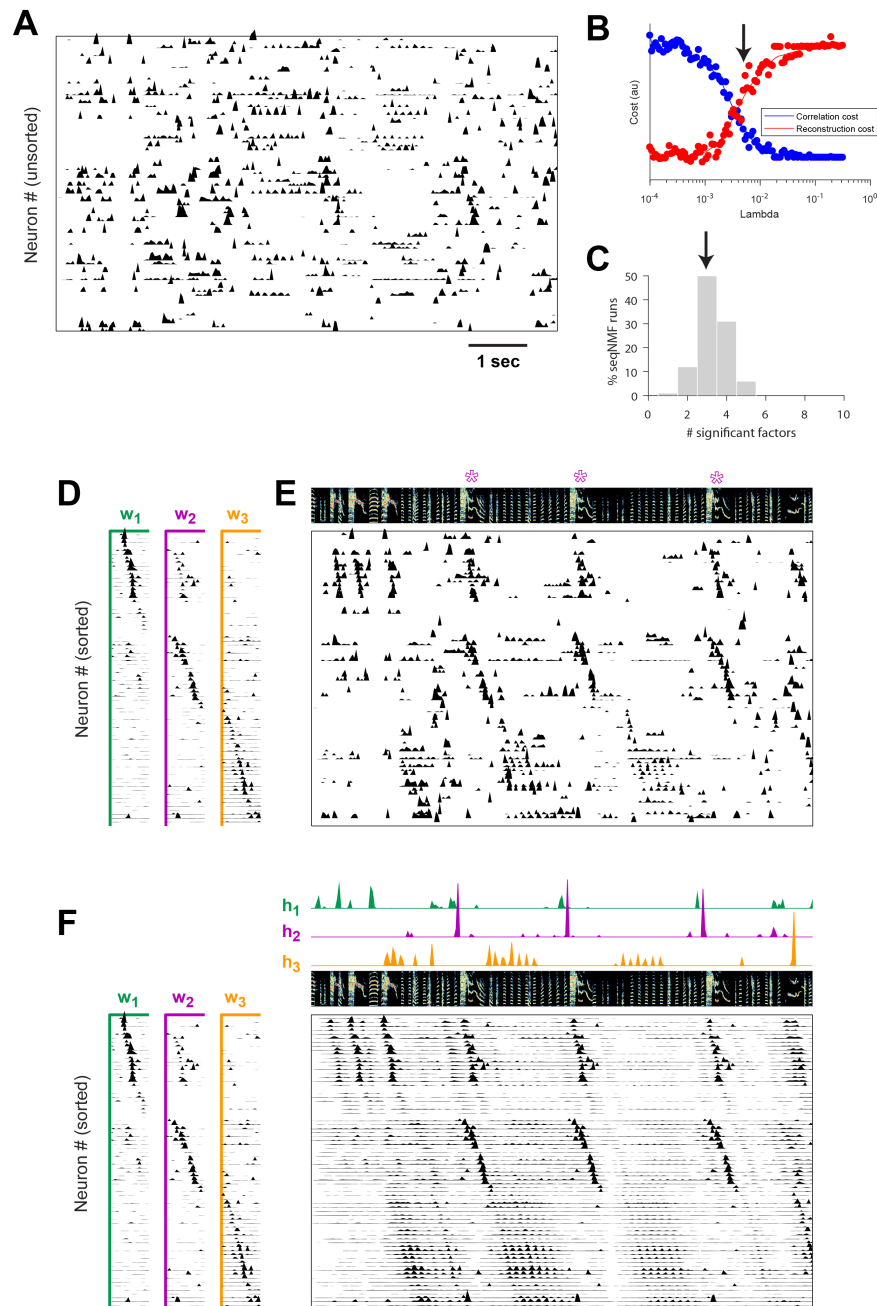 A
Neuron # (unsorted)
1 sec
B
Cost (au)
Correlation cost
Reconstruction cost
10⁻⁴ 10⁻³ 10⁻² 10⁻¹ 10⁰
Lambda
C
50
40
30
20
10
0
% seqNMF runs
0 2 4 6 8 10
# significant factors
D
w₁ w₂ w₃
Neuron # (sorted)
E
*
*
*
F
h₁
h₂
h₃
w₁ w₂ w₃
Neuron # (sorted)